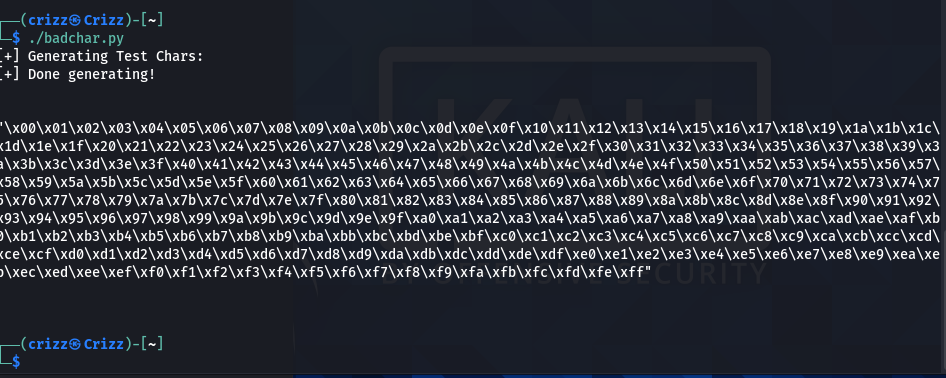 ┌──(crizz㉿Crizz)-[~]
└─$ ./badchar.py
[+] Generating Test Chars:
[+] Done generating!
"\x00\x01\x02\x03\x04\x05\x06\x07\x08\x09\x0a\x0b\x0c\x0d\x0e\x0f\x10\x11\x12\x13\x14\x15\x16\x17\x18\x19\x1a\x1b\x1c\
x1d\x1e\x1f\x20\x21\x22\x23\x24\x25\x26\x27\x28\x29\x2a\x2b\x2c\x2d\x2e\x2f\x30\x31\x32\x33\x34\x35\x36\x37\x38\x39\x3
a\x3b\x3c\x3d\x3e\x3f\x40\x41\x42\x43\x44\x45\x46\x47\x48\x49\x4a\x4b\x4c\x4d\x4e\x4f\x50\x51\x52\x53\x54\x55\x56\x57\
x58\x59\x5a\x5b\x5c\x5d\x5e\x5f\x60\x61\x62\x63\x64\x65\x66\x67\x68\x69\x6a\x6b\x6c\x6d\x6e\x6f\x70\x71\x72\x73\x74\x7
5\x76\x77\x78\x79\x7a\x7b\x7c\x7d\x7e\x7f\x80\x81\x82\x83\x84\x85\x86\x87\x88\x89\x8a\x8b\x8c\x8d\x8e\x8f\x90\x91\x92\
x93\x94\x95\x96\x97\x98\x99\x9a\x9b\x9c\x9d\x9e\x9f\xa0\xa1\xa2\xa3\xa4\xa5\xa6\xa7\xa8\xa9\xaa\xab\xac\xad\xae\xaf\xb
0\xb1\xb2\xb3\xb4\xb5\xb6\xb7\xb8\xb9\xba\xbb\xbc\xbd\xbe\xbf\xc0\xc1\xc2\xc3\xc4\xc5\xc6\xc7\xc8\xc9\xca\xcb\xcc\xcd\
xce\xcf\xd0\xd1\xd2\xd3\xd4\xd5\xd6\xd7\xd8\xd9\xda\xdb\xdc\xdd\xde\xdf\xe0\xe1\xe2\xe3\xe4\xe5\xe6\xe7\xe8\xe9\xea\xe
b\xec\xed\xee\xef\xf0\xf1\xf2\xf3\xf4\xf5\xf6\xf7\xf8\xf9\xfa\xfb\xfc\xfd\xfe\xff"
KALI
BY OFFENSIVE SECURITY
┌──(crizz㉿Crizz)-[~]
└─$